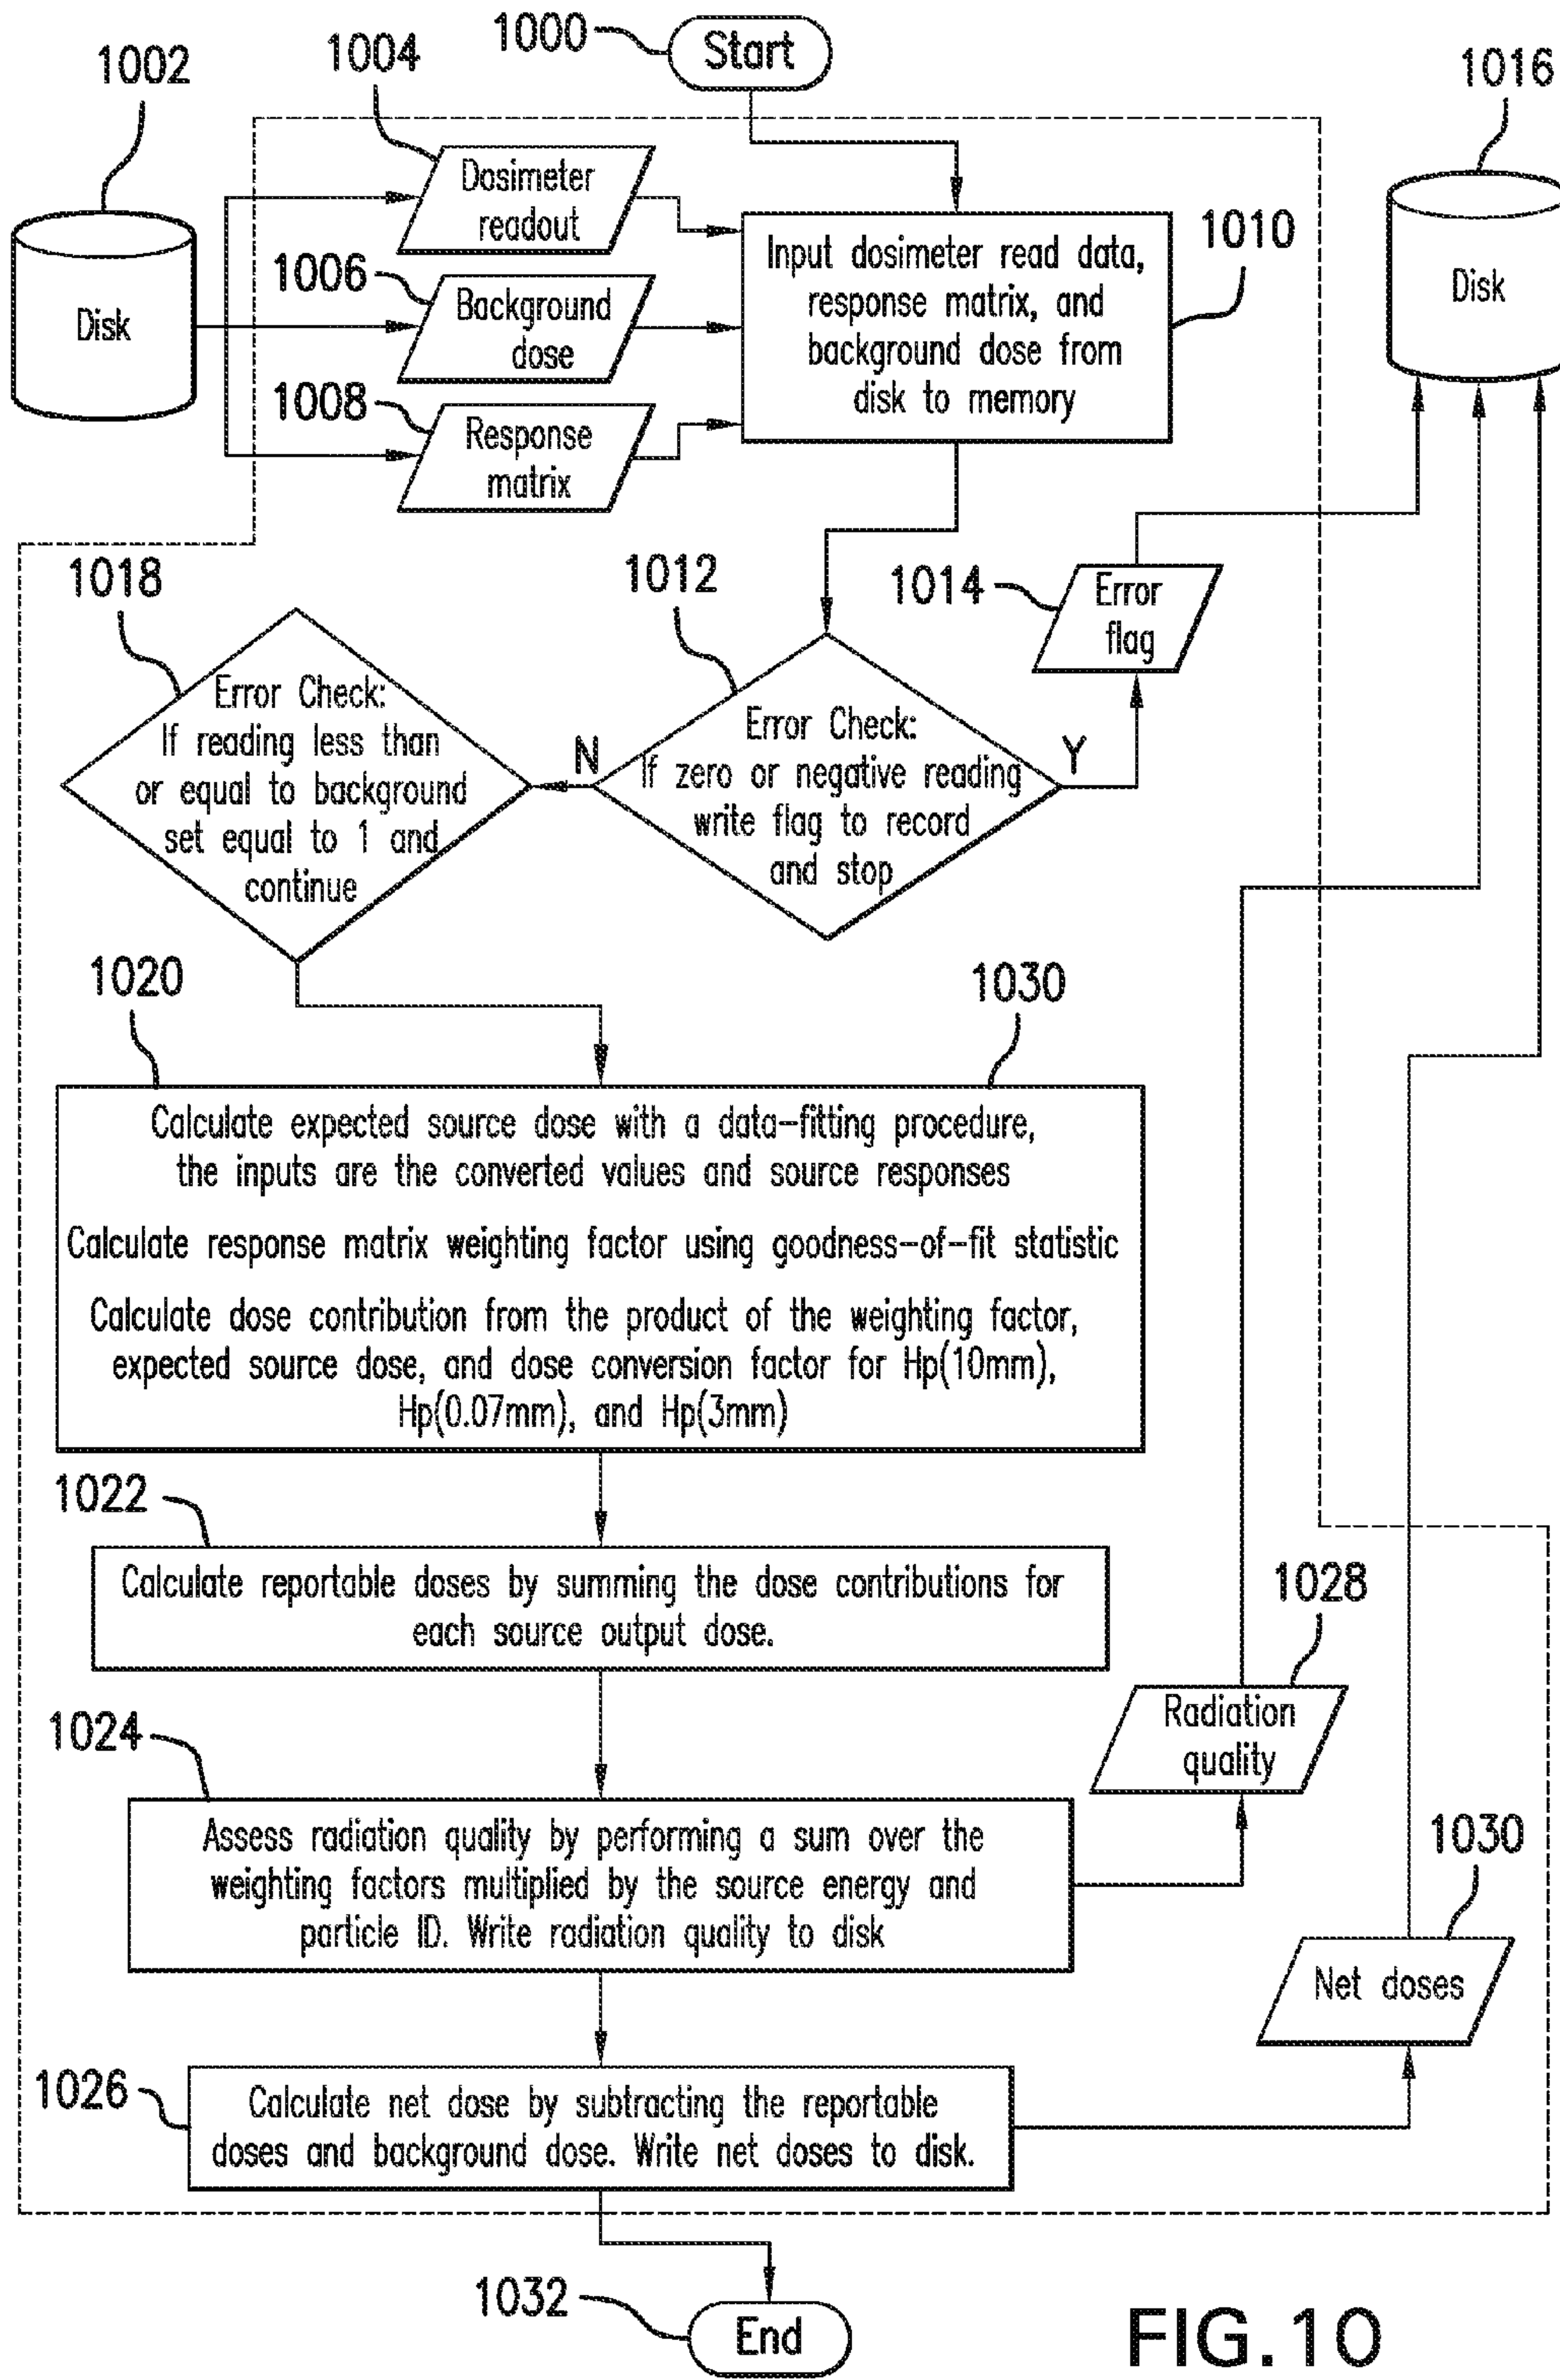 1000
Start
1002
1004
1016
Dosimeter
readout
1006
Background
dose
1008
Response
matrix
Disk
Input dosimeter read data,
response matrix, and
background dose from
disk to memory
1010
Disk
1018
1012
1014
Error
flag
Error Check:
If reading less than
or equal to background
set equal to 1 and
continue
N
Error Check:
If zero or negative reading
write flag to record
and stop
Y
1020
1030
Calculate expected source dose with a data-fitting procedure,
the inputs are the converted values and source responses
Calculate response matrix weighting factor using goodness-of-fit statistic
Calculate dose contribution from the product of the weighting factor,
expected source dose, and dose conversion factor for Hp(10mm),
Hp(0.07mm), and Hp(3mm)
1022
Calculate reportable doses by summing the dose contributions for
each source output dose.
1028
Radiation
quality
1024
Assess radiation quality by performing a sum over the
weighting factors multiplied by the source energy and
particle ID. Write radiation quality to disk
1030
Net doses
1026
Calculate net dose by subtracting the reportable
doses and background dose. Write net doses to disk.
1032
End
FIG.10